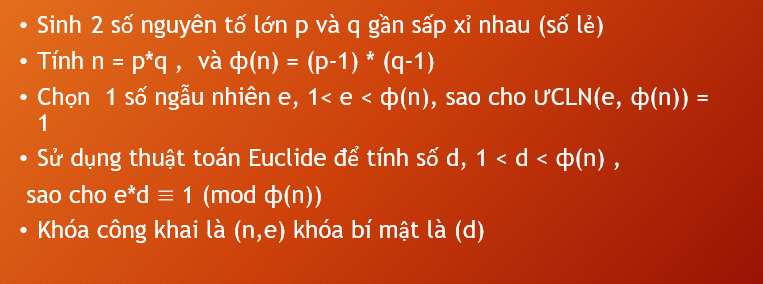 • Sinh 2 số nguyên tố lớn p và q gần sấp xỉ nhau (số lẻ)
• Tính n = p*q , và ф(n) = (p-1) * (q-1)
• Chọn 1 số ngẫu nhiên e, 1< e < ф(n), sao cho ƯCLN(e, ф(n)) =
1
• Sử dụng thuật toán Euclide để tính số d, 1 < d < ф(n) ,
sao cho e*d ≡ 1 (mod ф(n))
• Khóa công khai là (n,e) khóa bí mật là (d)